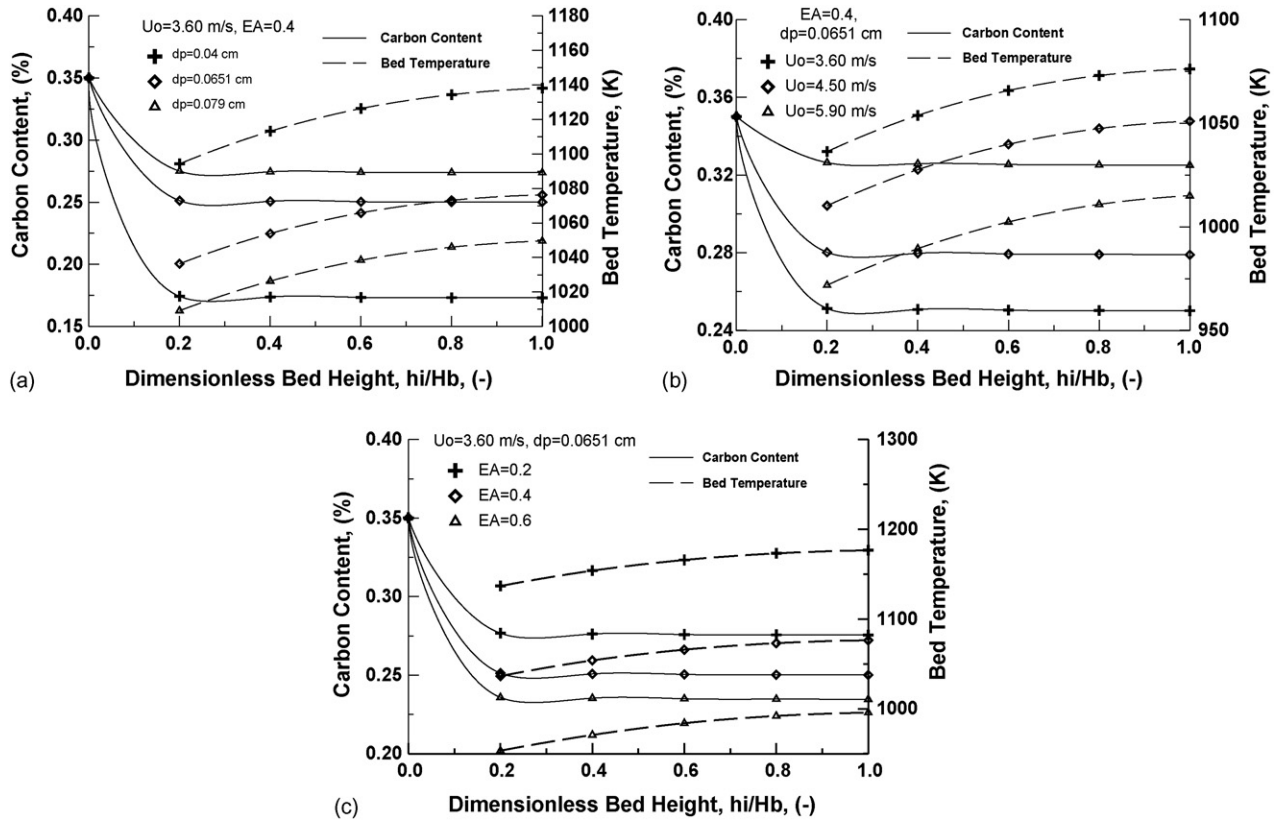 Uo=3.60 m/s, EA=0.4
dp=0.04 cm
dp=0.0651 cm
dp=0.079 cm
Carbon Content
Bed Temperature
Carbon Content, (%)
0.40
0.35
0.30
0.25
0.20
0.15
0.0 0.2 0.4 0.6 0.8 1.0
1180
1160
1140
1120
1100
1080
1060
1040
1020
1000
Bed Temperature, (K)
Dimensionless Bed Height, hi/Hb, (-)
(a)
EA=0.4,
dp=0.0651 cm
Uo=3.60 m/s
Uo=4.50 m/s
Uo=5.90 m/s
Carbon Content
Bed Temperature
Carbon Content, (%)
0.40
0.36
0.32
0.28
0.24
0.0 0.2 0.4 0.6 0.8 1.0
1100
1050
1000
950
Bed Temperature, (K)
Dimensionless Bed Height, hi/Hb, (-)
(b)
Uo=3.60 m/s, dp=0.0651 cm
EA=0.2
EA=0.4
EA=0.6
Carbon Content
Bed Temperature
Carbon Content, (%)
0.40
0.35
0.30
0.25
0.20
0.0 0.2 0.4 0.6 0.8 1.0
1300
1200
1100
1000
Bed Temperature, (K)
Dimensionless Bed Height, hi/Hb, (-)
(c)